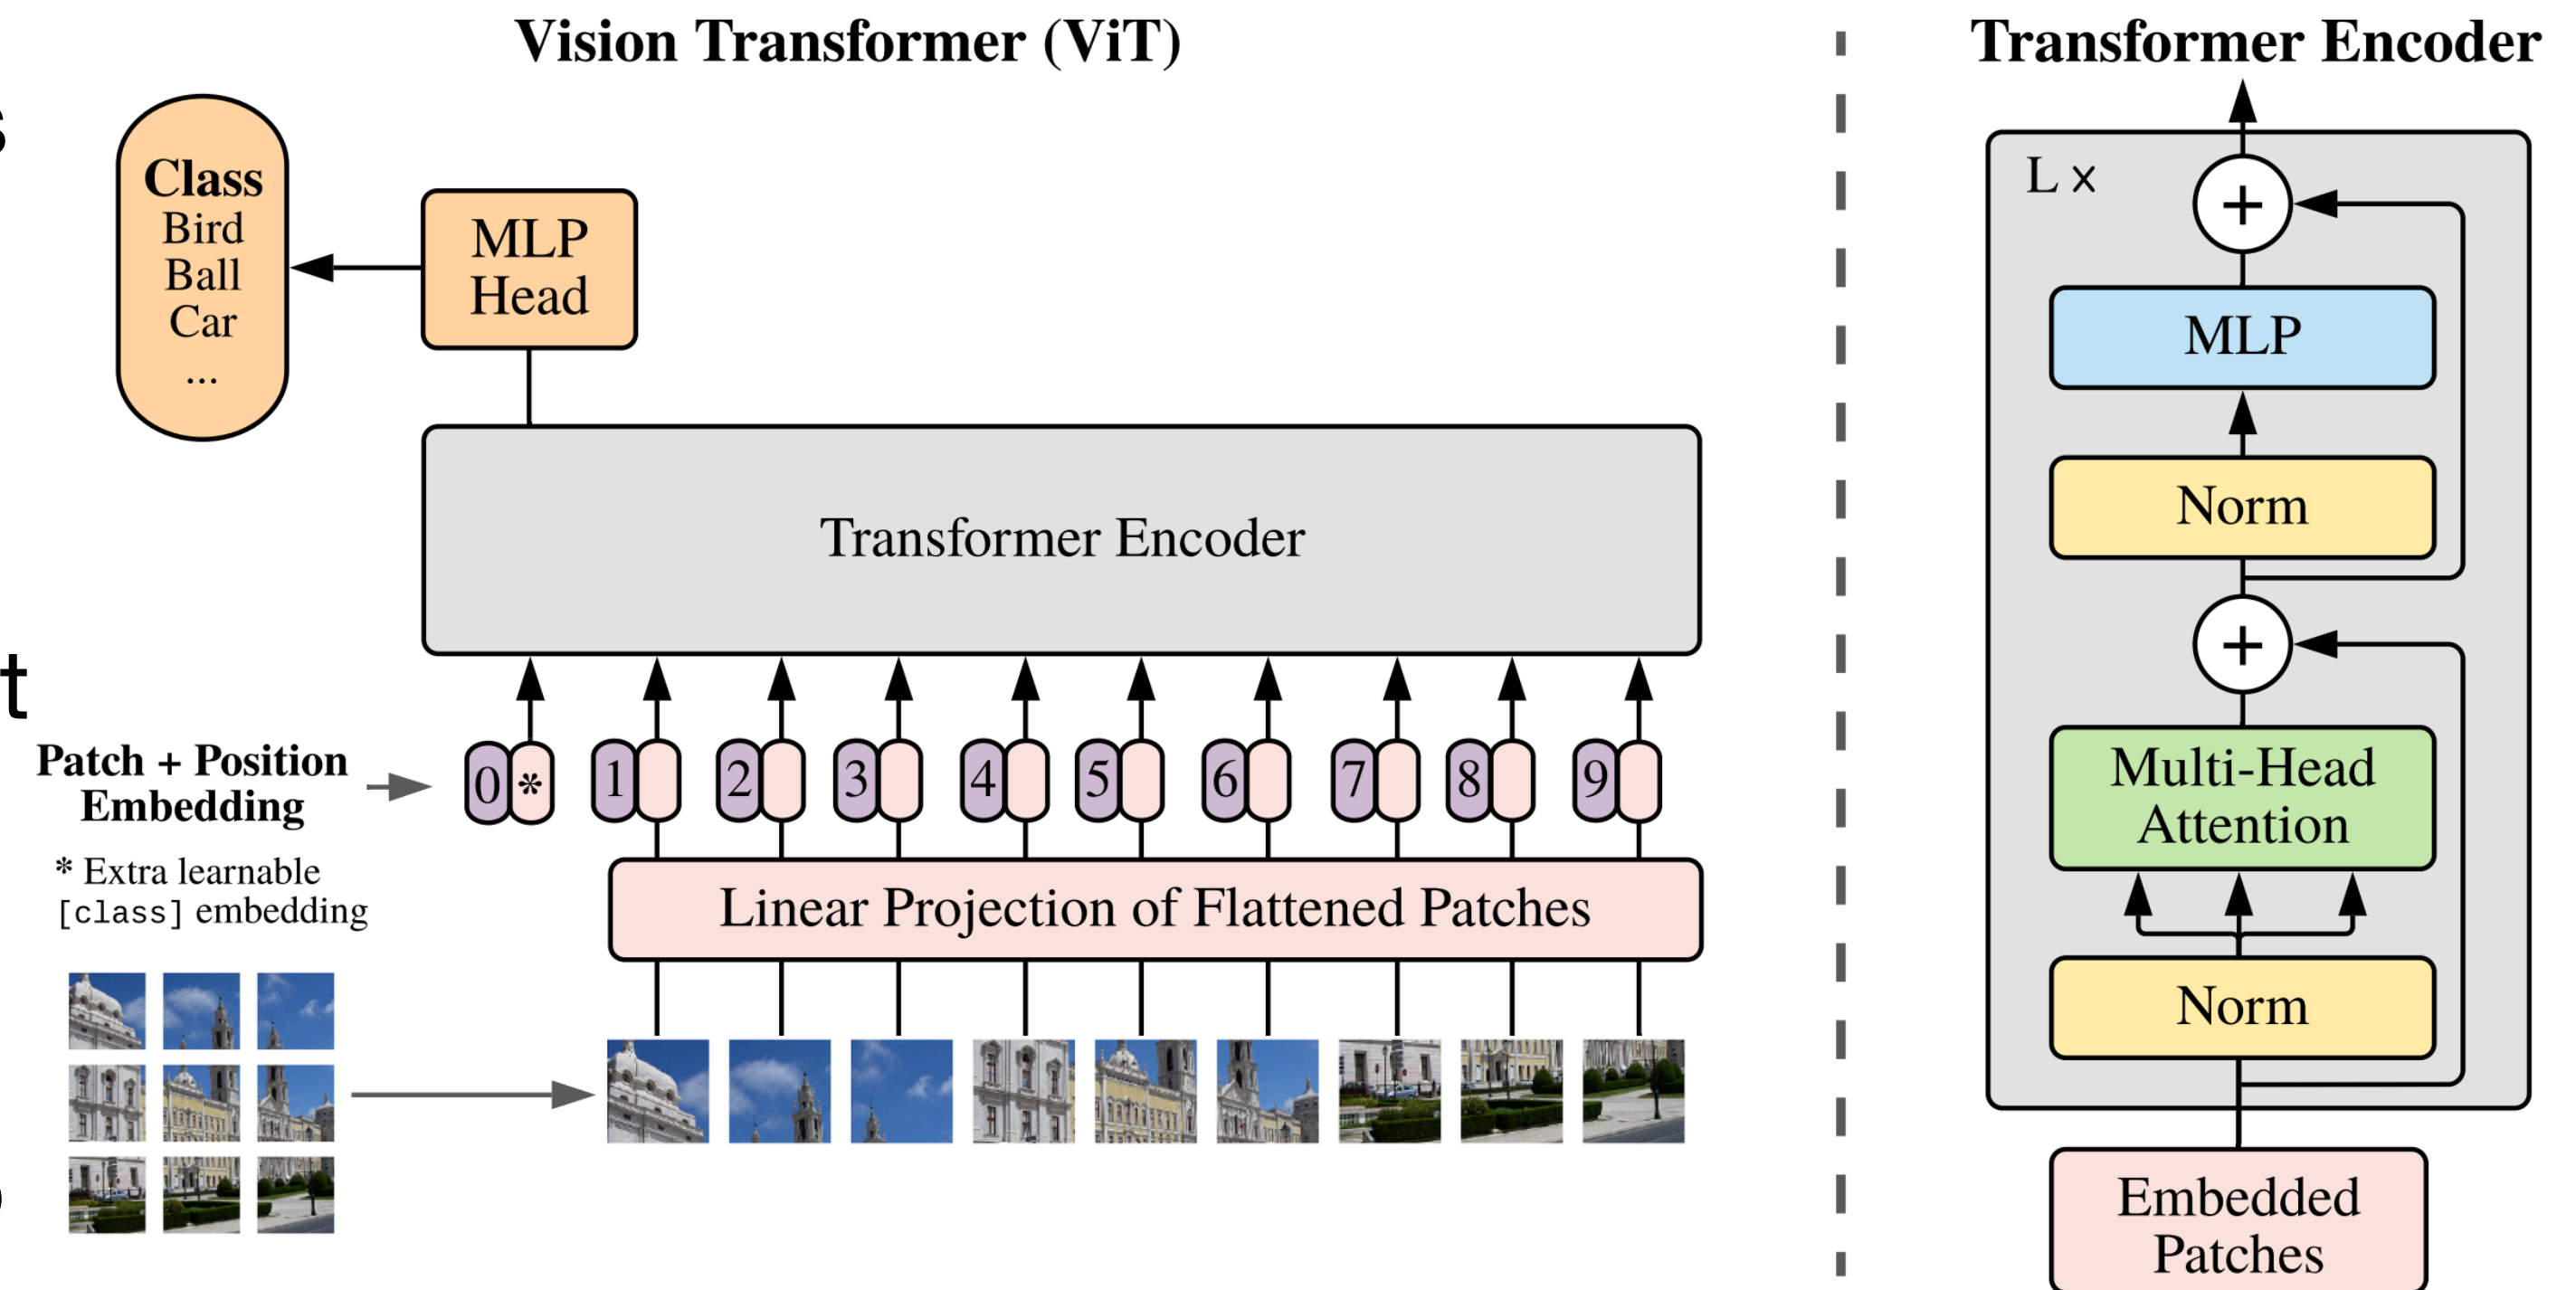 Vision Transformer (ViT)
Transformer Encoder
s
Class
Bird
Ball
Car
...
MLP
Head
Transformer Encoder
t
Patch + Position
Embedding
0 * 1 2 3 4 5 6 7 8 9
* Extra learnable
[class] embedding
Linear Projection of Flattened Patches
L ×
+
MLP
Norm
+
Multi-Head
Attention
Norm
Embedded
Patches